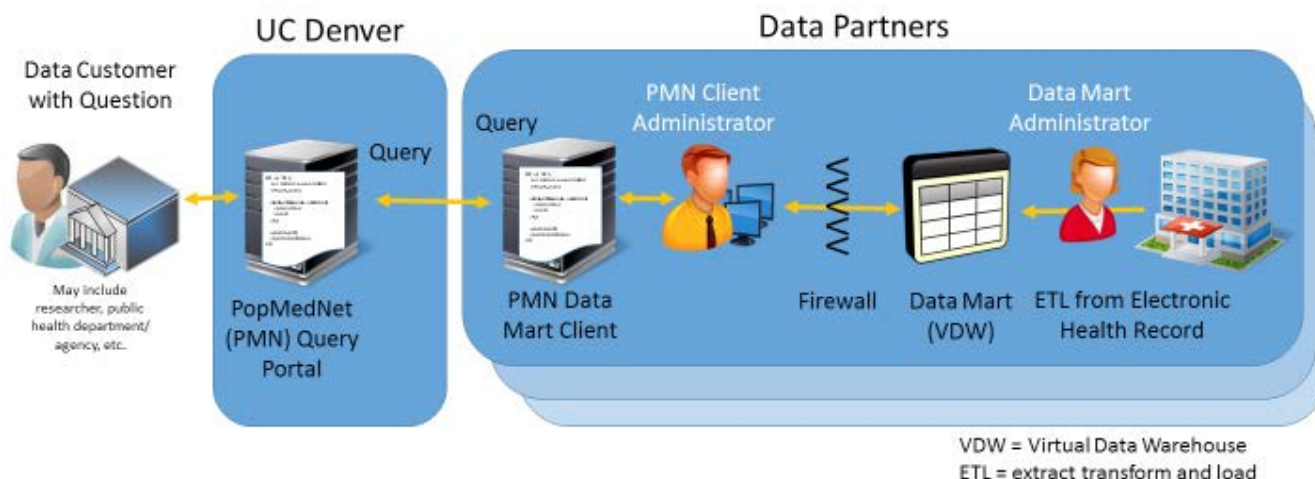 UC Denver
Data Partners
Data Customer
with Question
May include
researcher, public
health department/
agency, etc.
Query
PopMedNet
(PMN) Query
Portal
Query
PMN Data
Mart Client
PMN Client
Administrator
Firewall
Data Mart
(VDW)
Data Mart
Administrator
ETL from Electronic
Health Record
VDW = Virtual Data Warehouse
ETL = extract transform and load